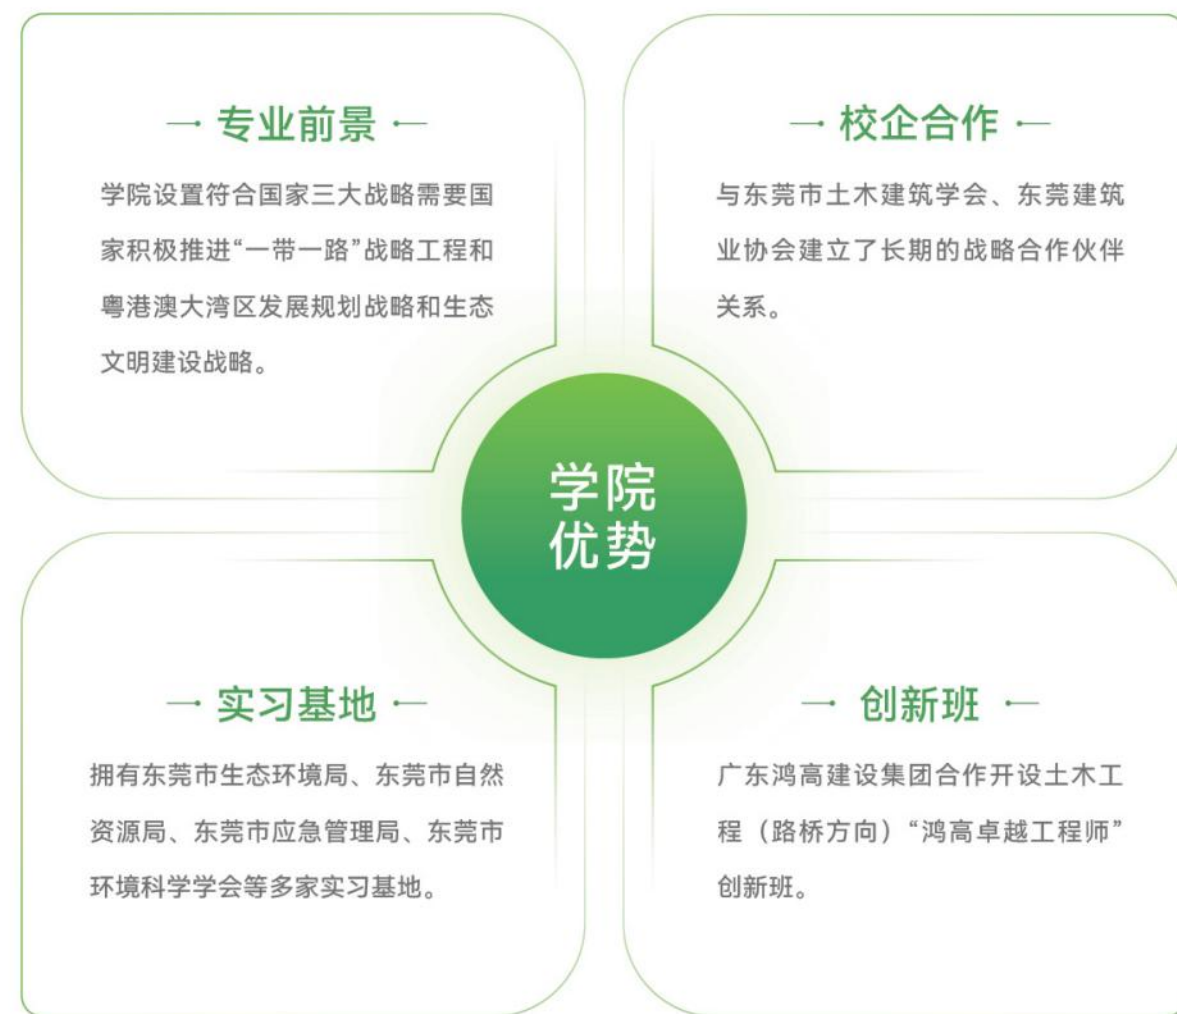 专业前景
学院设置符合国家三大战略需要国
家积极推进“一带一路”战略工程和
粤港澳大湾区发展规划战略和生态
文明建设战略。
校企合作
与东莞市土木建筑学会、东莞建筑
业协会建立了长期的战略合作伙伴
关系。
学院
优势
实习基地
拥有东莞市生态环境局、东莞市自然
资源局、东莞市应急管理局、东莞市
环境科学学会等多家实习基地。
创新班
广东鸿高建设集团合作开设土木工
程（路桥方向）“鸿高卓越工程师”
创新班。